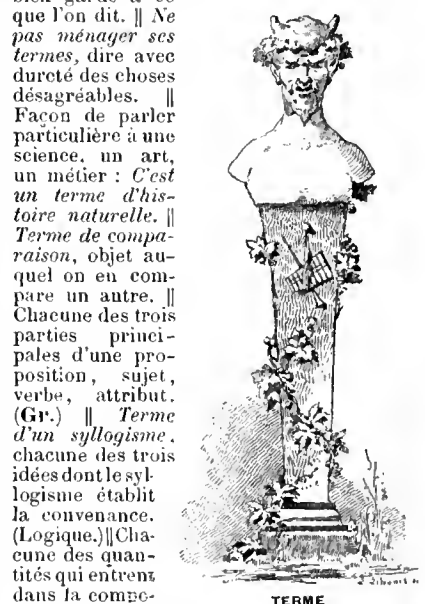 que l'on dit. || Ne
pas ménager ses
termes, dire avec
dureté des choses
désagréables. ||
Façon de parler
particulière à une
science, un art,
un métier : C'est
un terme d'his-
toire naturelle. ||
Terme de compa-
raison, objet au-
quel on en com-
pare un autre. ||
Chacune des trois
parties princi-
pales d'une pro-
position, sujet,
verbe, attribut.
(Gr.) || Terme
d'un syllogisme,
chacune des trois
idées dont le syl-
logisme établit
la convenance.
(Logique.) || Cha-
cune des quan-
tités qui entrent
dans la compo-
TERME